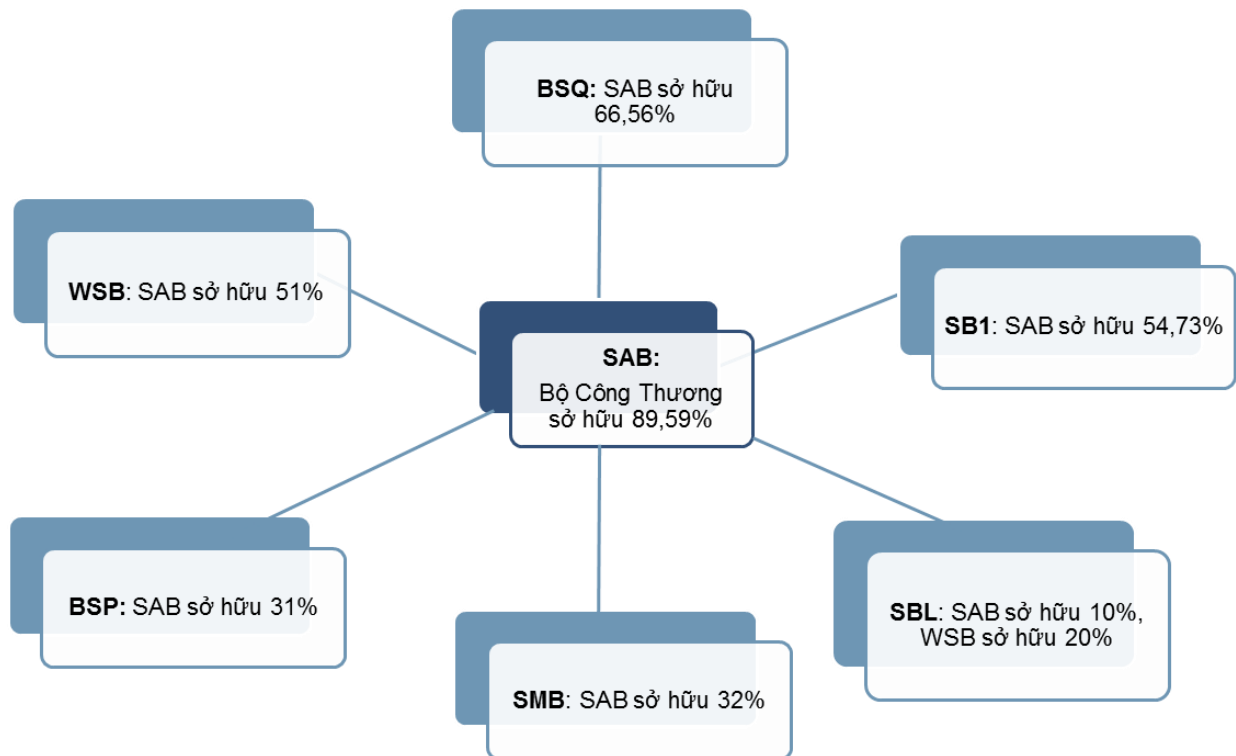 BSQ: SAB sở hữu
66,56%
WSB: SAB sở hữu 51%
SB1: SAB sở hữu 54,73%
SAB:
Bộ Công Thương
sở hữu 89,59%
BSP: SAB sở hữu 31%
SBL: SAB sở hữu 10%,
WSB sở hữu 20%
SMB: SAB sở hữu 32%